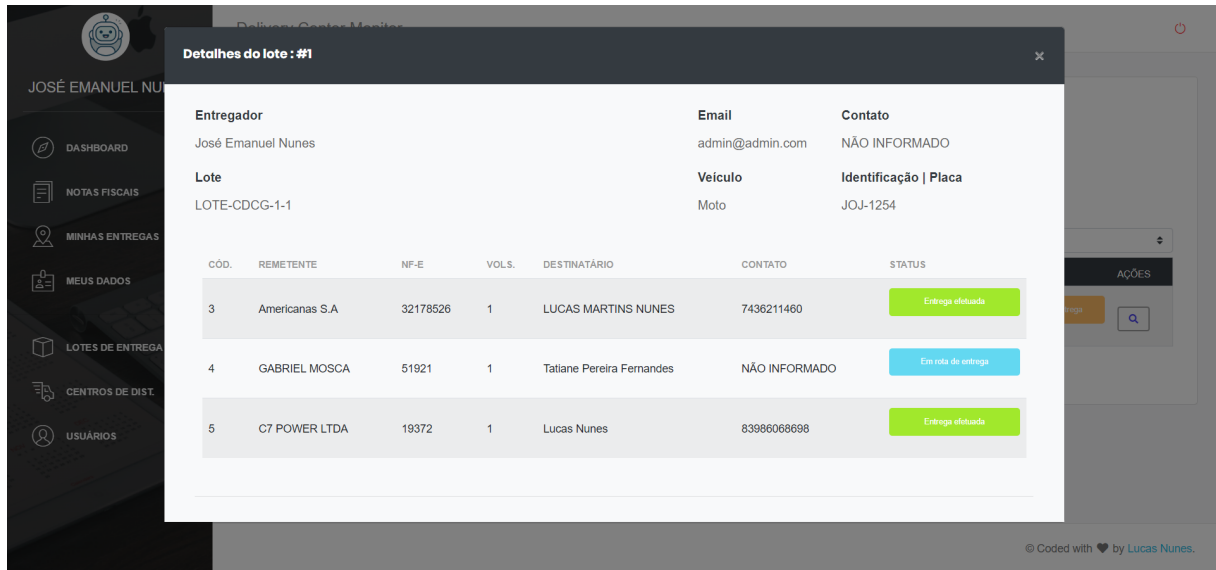 Delivery Center Monitor
Detalhes do lote : #1
×
JOSÉ EMANUEL NU
DASHBOARD
NOTAS FISCAIS
MINHAS ENTREGAS
MEUS DADOS
LOTES DE ENTREGA
CENTROS DE DIST.
USUÁRIOS
Entregador Email Contato
José Emanuel Nunes admin@admin.com NÃO INFORMADO
Lote Veículo Identificação | Placa
LOTE-CDCG-1-1 Moto JOJ-1254
CÓD. REMETENTE NF-E VOLS. DESTINATÁRIO CONTATO STATUS
3 Americanas S.A 32178526 1 LUCAS MARTINS NUNES 7436211460 Entrega efetuada
4 GABRIEL MOSCA 51921 1 Tatiane Pereira Fernandes NÃO INFORMADO Em rota de entrega
5 C7 POWER LTDA 19372 1 Lucas Nunes 83986068698 Entrega efetuada
AÇÕES
© Coded with by Lucas Nunes.